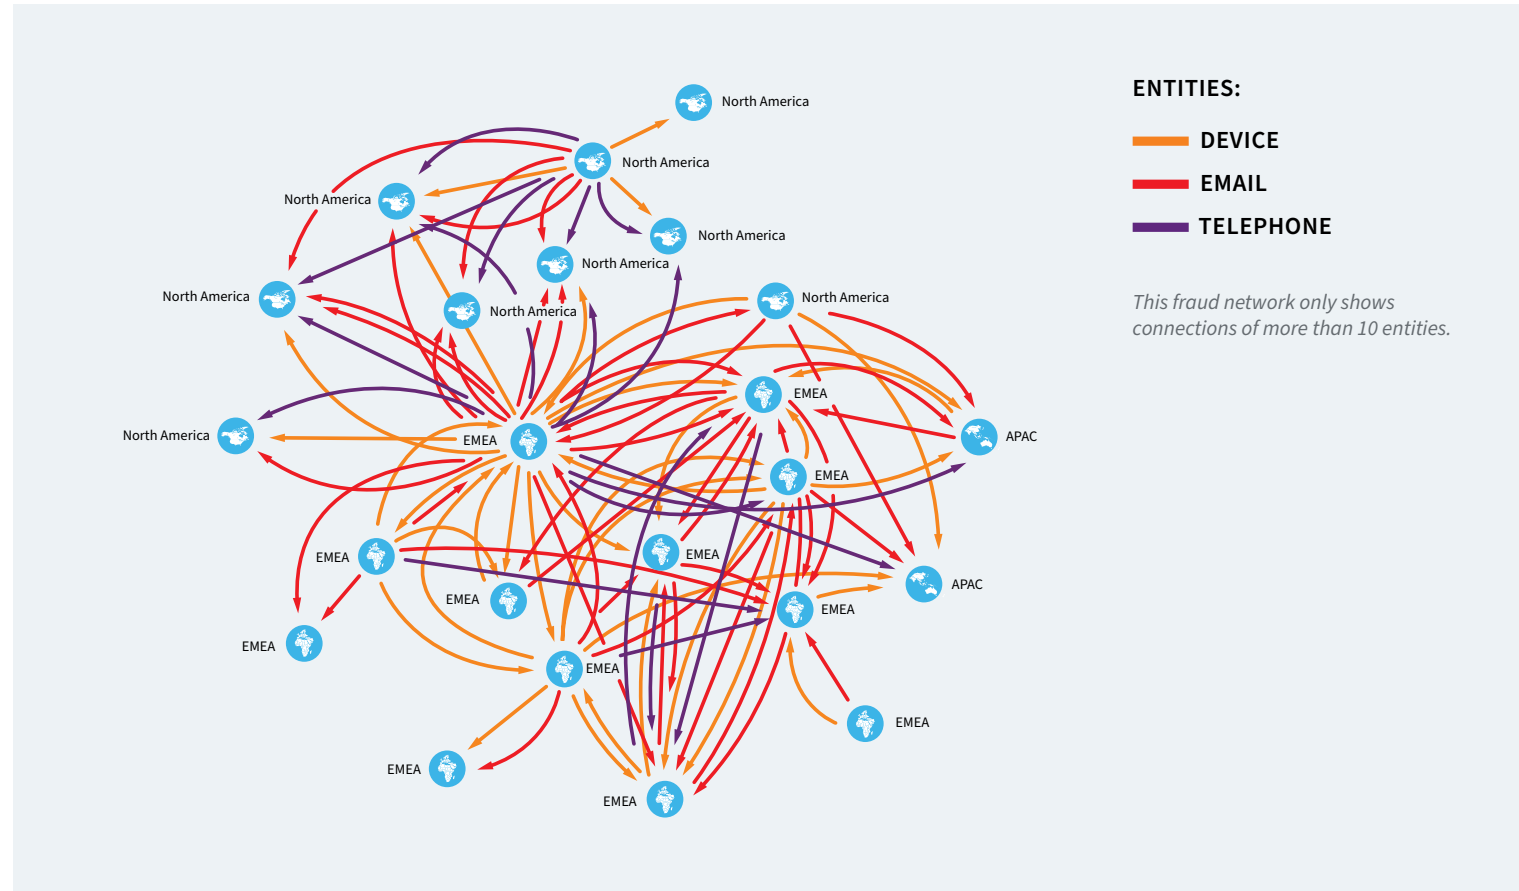 North America
ENTITIES:
DEVICE
North America
EMAIL
North America
TELEPHONE
North America
North America
North America
North America
North America
This fraud network only shows
connections of more than 10 entities.
EMEA
North America
EMEA
APAC
EMEA
EMEA
EMEA
APAC
EMEA
EMEA
EMEA
EMEA
EMEA
EMEA
EMEA